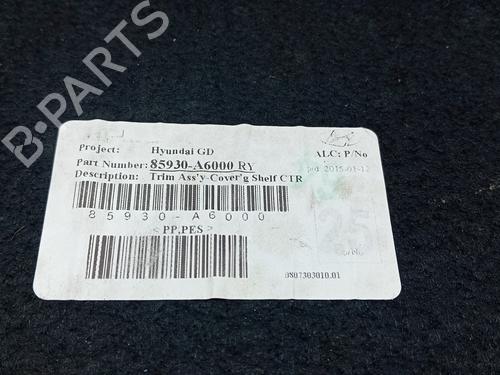 B-PARTS
Project: Hyundai GD
Part Number: 85930-A6000 RY
ALC: P/No
Description: Trim Ass'y-Cover'g Shelf CTR
2015-01-12
85930-A6000
< PP,PES >
0807303010.01